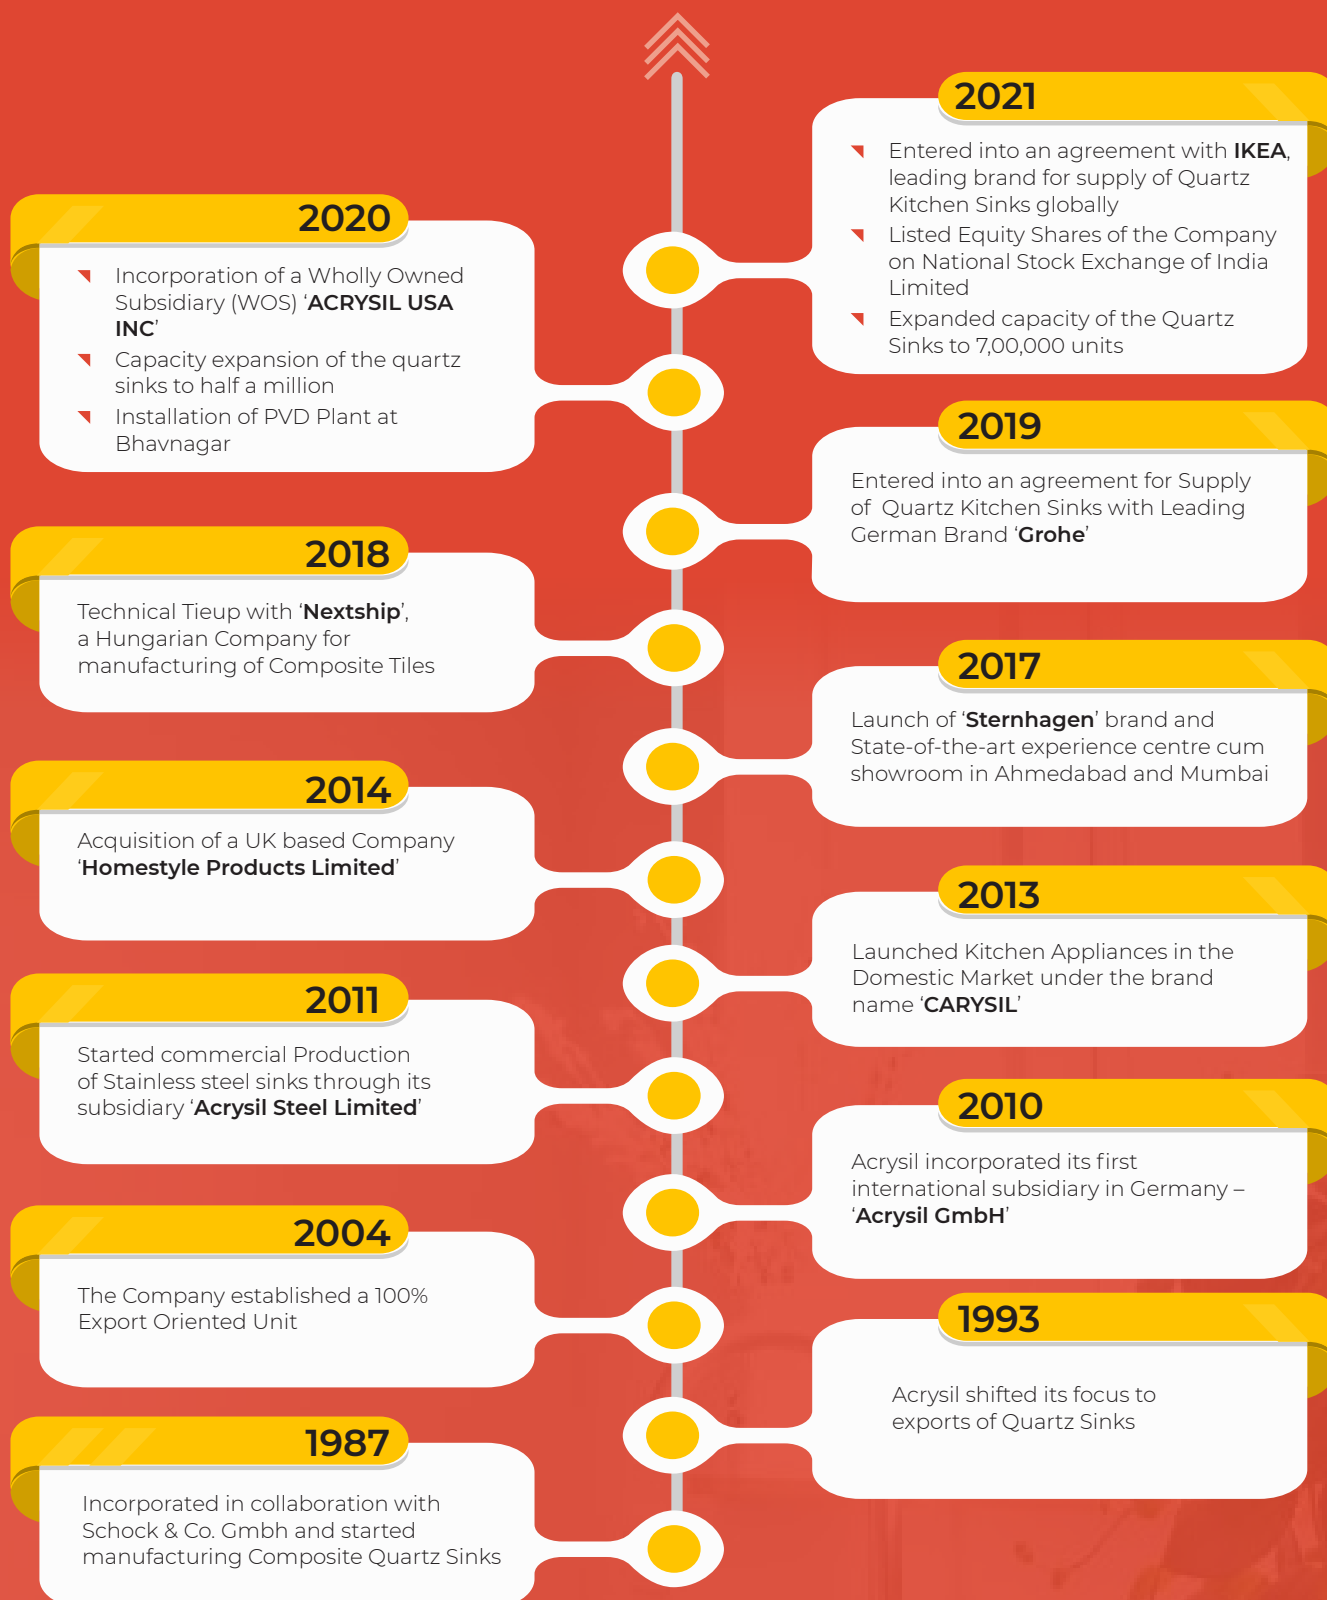 2021
Entered into an agreement with IKEA,
leading brand for supply of Quartz
Kitchen Sinks globally
Listed Equity Shares of the Company
on National Stock Exchange of India
Limited
Expanded capacity of the Quartz
Sinks to 7,00,000 units
2020
Incorporation of a Wholly Owned
Subsidiary (WOS) ‘ACRYSIL USA
INC’
Capacity expansion of the quartz
sinks to half a million
Installation of PVD Plant at
Bhavnagar
2019
Entered into an agreement for Supply
of Quartz Kitchen Sinks with Leading
German Brand ‘Grohe’
2018
Technical Tieup with ‘Nextship’,
a Hungarian Company for
manufacturing of Composite Tiles
2017
Launch of ‘Sternhagen’ brand and
State-of-the-art experience centre cum
showroom in Ahmedabad and Mumbai
2014
Acquisition of a UK based Company
‘Homestyle Products Limited’
2013
Launched Kitchen Appliances in the
Domestic Market under the brand
name ‘CARYSIL’
2011
Started commercial Production
of Stainless steel sinks through its
subsidiary ‘Acrysil Steel Limited’
2010
Acrysil incorporated its first
international subsidiary in Germany –
‘Acrysil GmbH’
2004
The Company established a 100%
Export Oriented Unit
1993
Acrysil shifted its focus to
exports of Quartz Sinks
1987
Incorporated in collaboration with
Schock & Co. Gmbh and started
manufacturing Composite Quartz Sinks